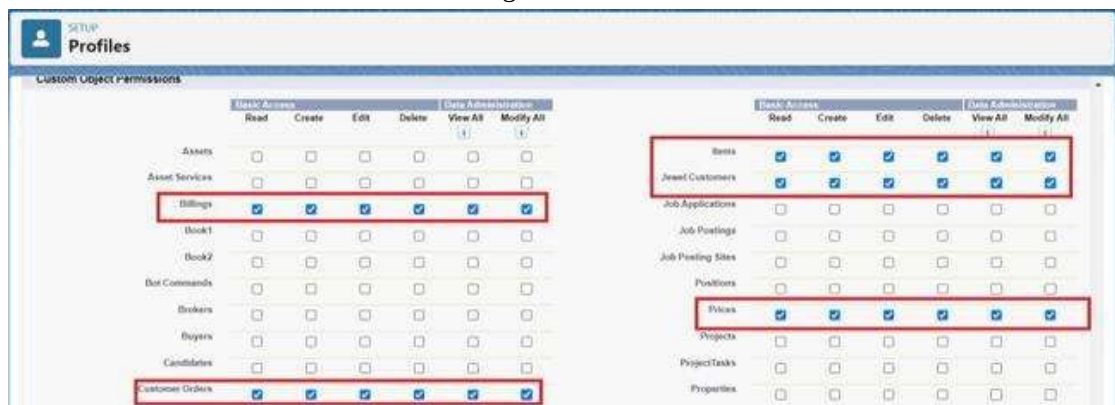 SETUP
Profiles
Custom Object Permissions
Basic Access Data Administration Basic Access Data Administration
Read Create Edit Delete View All Modify All Read Create Edit Delete View All Modify All
Assets Items
Asset Services Jewel Customers
Billings Job Applications
Book1 Job Postings
Book2 Job Posting Sites
Bot Commands Positions
Brokers Prices
Buyers Projects
Candidates ProjectTasks
Customer Orders Properties